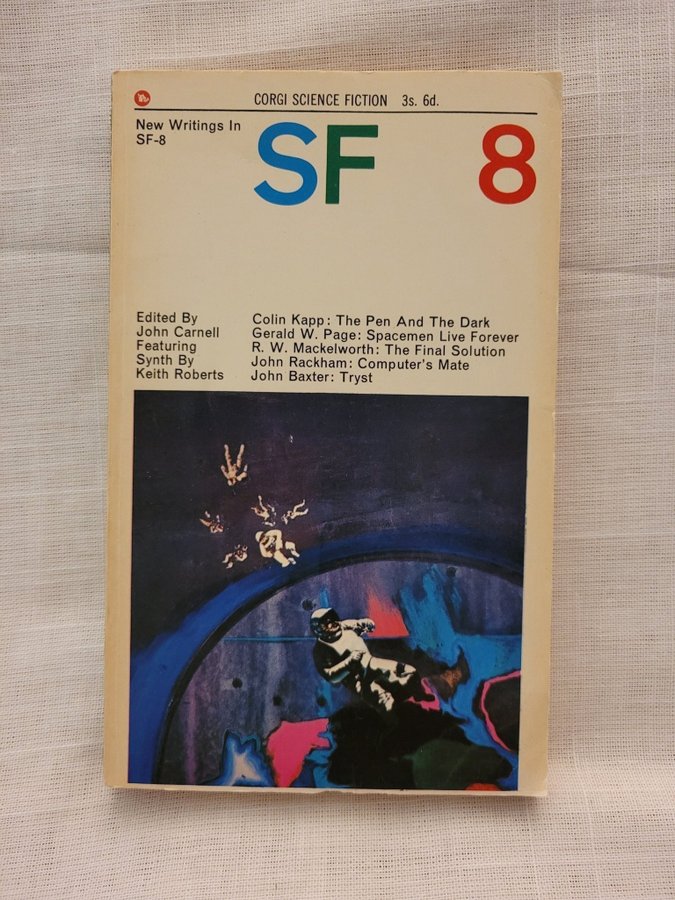 CORGI SCIENCE FICTION 3s. 6d.
New Writings In
SF-8
SF 8
Edited By
John Carnell
Featuring
Synth By
Keith Roberts
Colin Kapp: The Pen And The Dark
Gerald W. Page: Spacemen Live Forever
R. W. Mackelworth: The Final Solution
John Rackham: Computer's Mate
John Baxter: Tryst